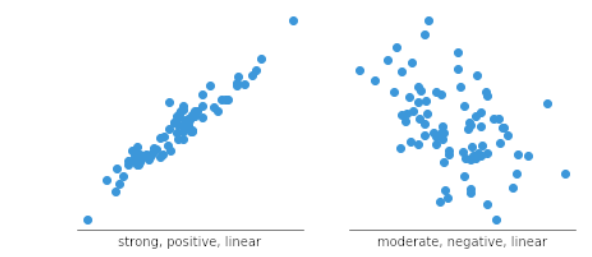 strong, positive, linear
moderate, negative, linear